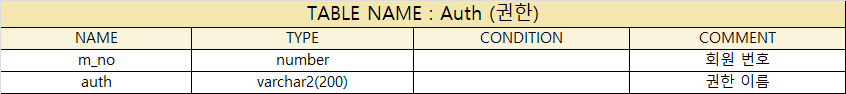 TABLE NAME : Auth (권한)
NAME TYPE CONDITION COMMENT
m_no number 회원 번호
auth varchar2(200) 권한 이름